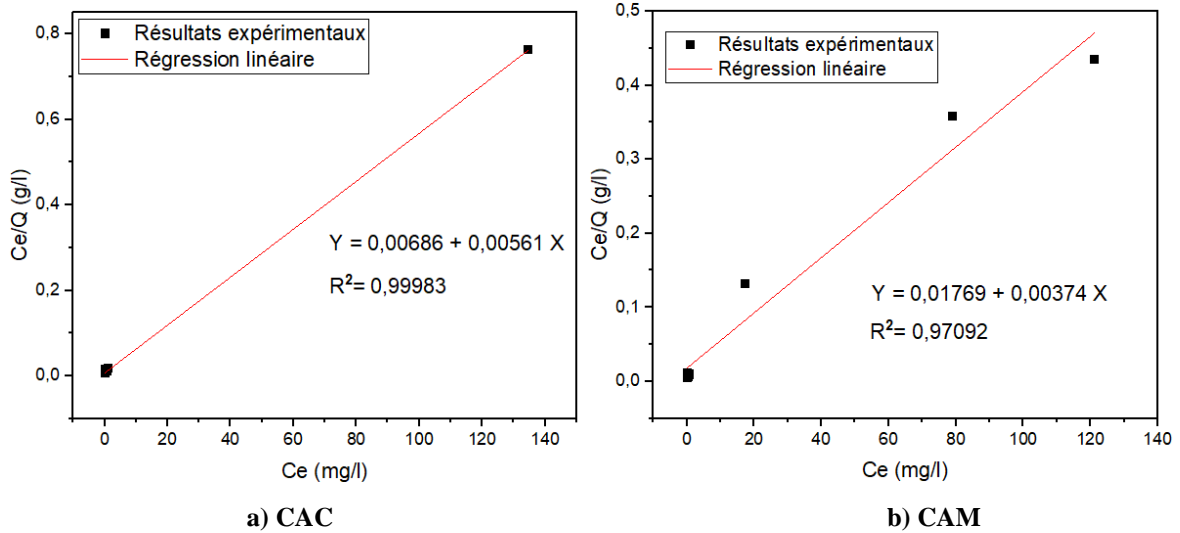 Résultats expérimentaux
Régression linéaire
0,8
0,6
0,4
0,2
0,0
Ce/Q (g/l)
Y = 0,00686 + 0,00561 X
R²= 0,99983
0 20 40 60 80 100 120 140
Ce (mg/l)
a) CAC
Résultats expérimentaux
Régression linéaire
0,5
0,4
0,3
0,2
0,1
0,0
Ce/Q (g/l)
Y = 0,01769 + 0,00374 X
R²= 0,97092
0 20 40 60 80 100 120 140
Ce (mg/l)
b) CAM